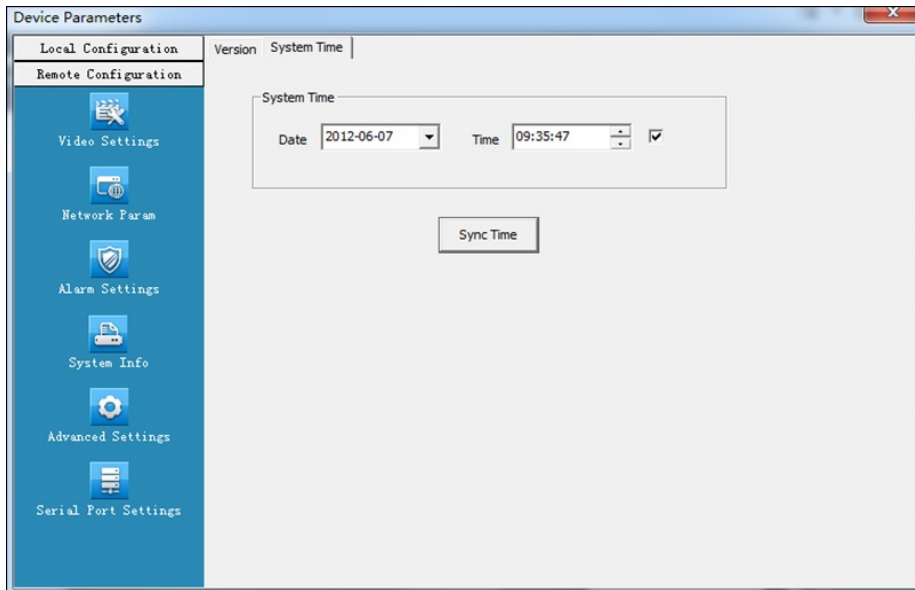 Device Parameters
Local Configuration
Remote Configuration
Video Settings
Network Param
Alarm Settings
System Info
Advanced Settings
Serial Port Settings
Version System Time
System Time
Date 2012-06-07 Time 09:35:47
Sync Time